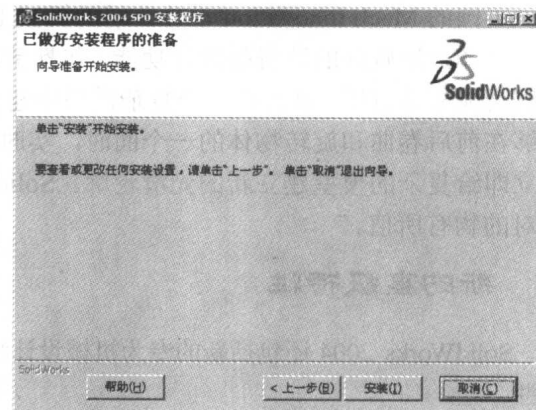 SolidWorks 2004 SP0 安装程序
已做好安装程序的准备
向导准备开始安装。
SolidWorks
单击“安装”开始安装。
要查看或更改任何安装设置，请单击“上一步”。 单击“取消”退出向导。
SolidWorks
帮助(H)
< 上一步(B)
安装(I)
取消(C)